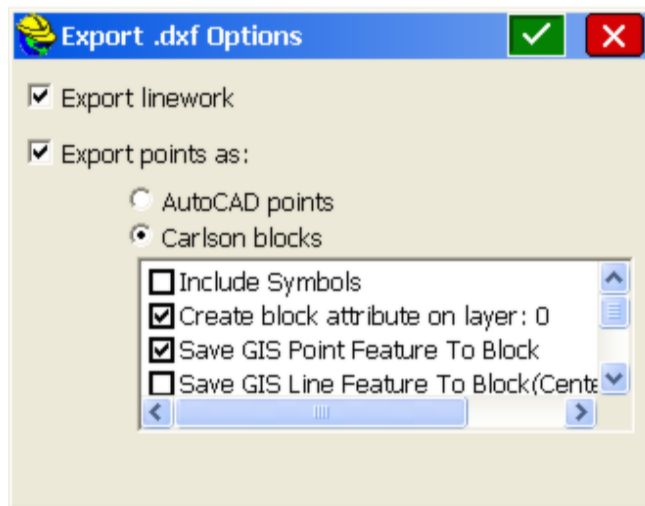 Export .dxf Options
Export linework
Export points as:
AutoCAD points
Carlson blocks
Include Symbols
Create block attribute on layer: 0
Save GIS Point Feature To Block
Save GIS Line Feature To Block(Cente